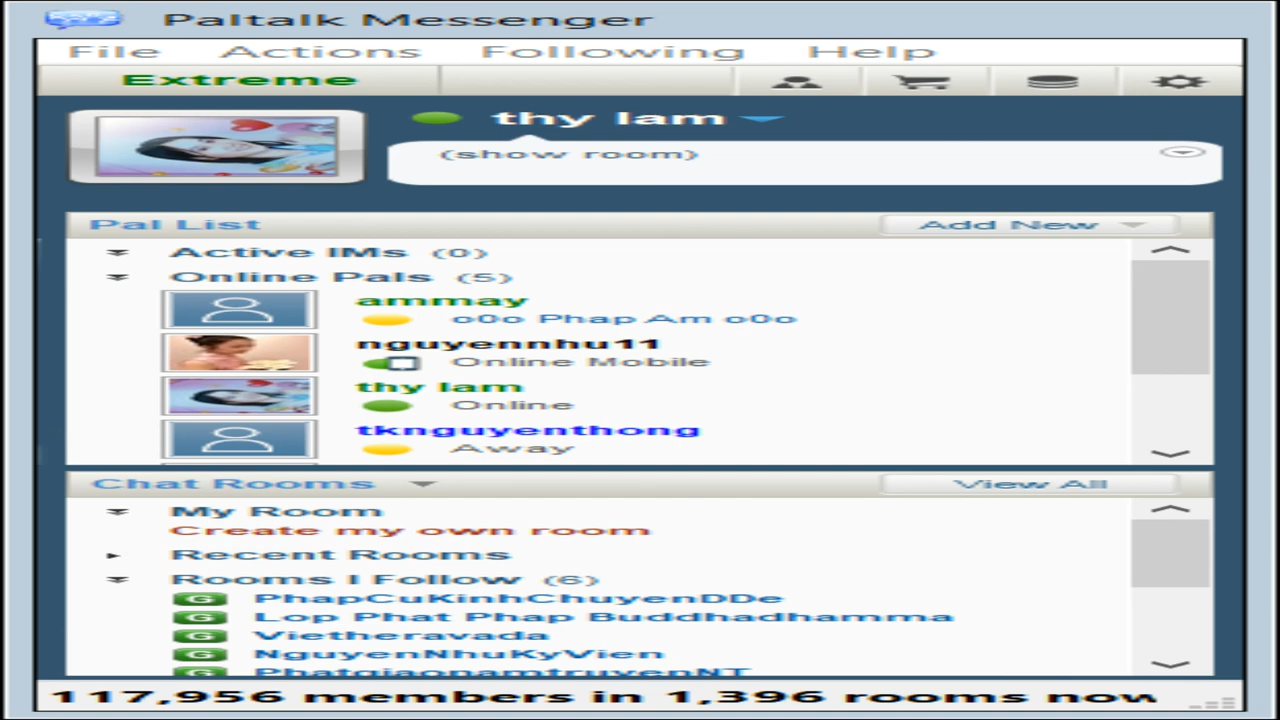 Paltalk Messenger
File Actions Following Help
Extreme
thy lam
(show room)
Pal List Add New
Active IMs (0)
Online Pals (5)
ammay
o0o Phap Am o0o
nguyennhu11
Online Mobile
thy lam
Online
tknguyenthong
Away
Chat Rooms View All
My Room
Create my own room
Recent Rooms
Rooms I Follow (6)
G PhapCuKinhChuyenDDe
G Lop Phat Phap Buddhadhamma
G Vietheravada
G NguyenNhuKyVien
G PhatgiaonamtruyenNT
117,956 members in 1,396 rooms now